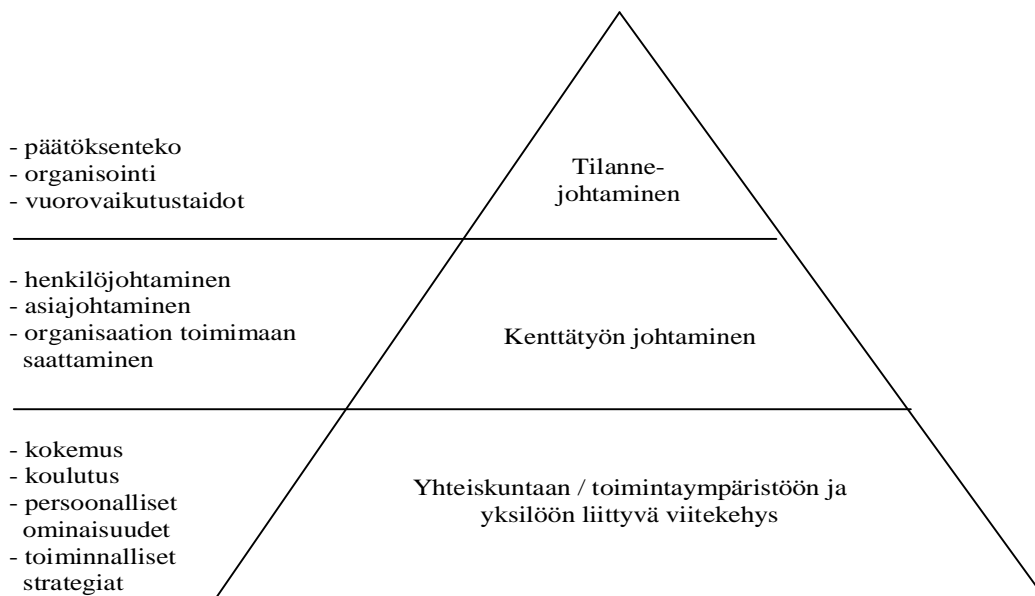 - päätöksenteko
- organisointi
- vuorovaikutustaidot
Tilanne-
johtaminen
- henkilöjohtaminen
- asiajohtaminen
- organisaation toimimaan
saattaminen
Kenttätyön johtaminen
- kokemus
- koulutus
- persoonalliset
ominaisuudet
- toiminnalliset
strategiat
Yhteiskuntaan / toimintaympäristöön ja
yksilöön liittyvä viitekehys